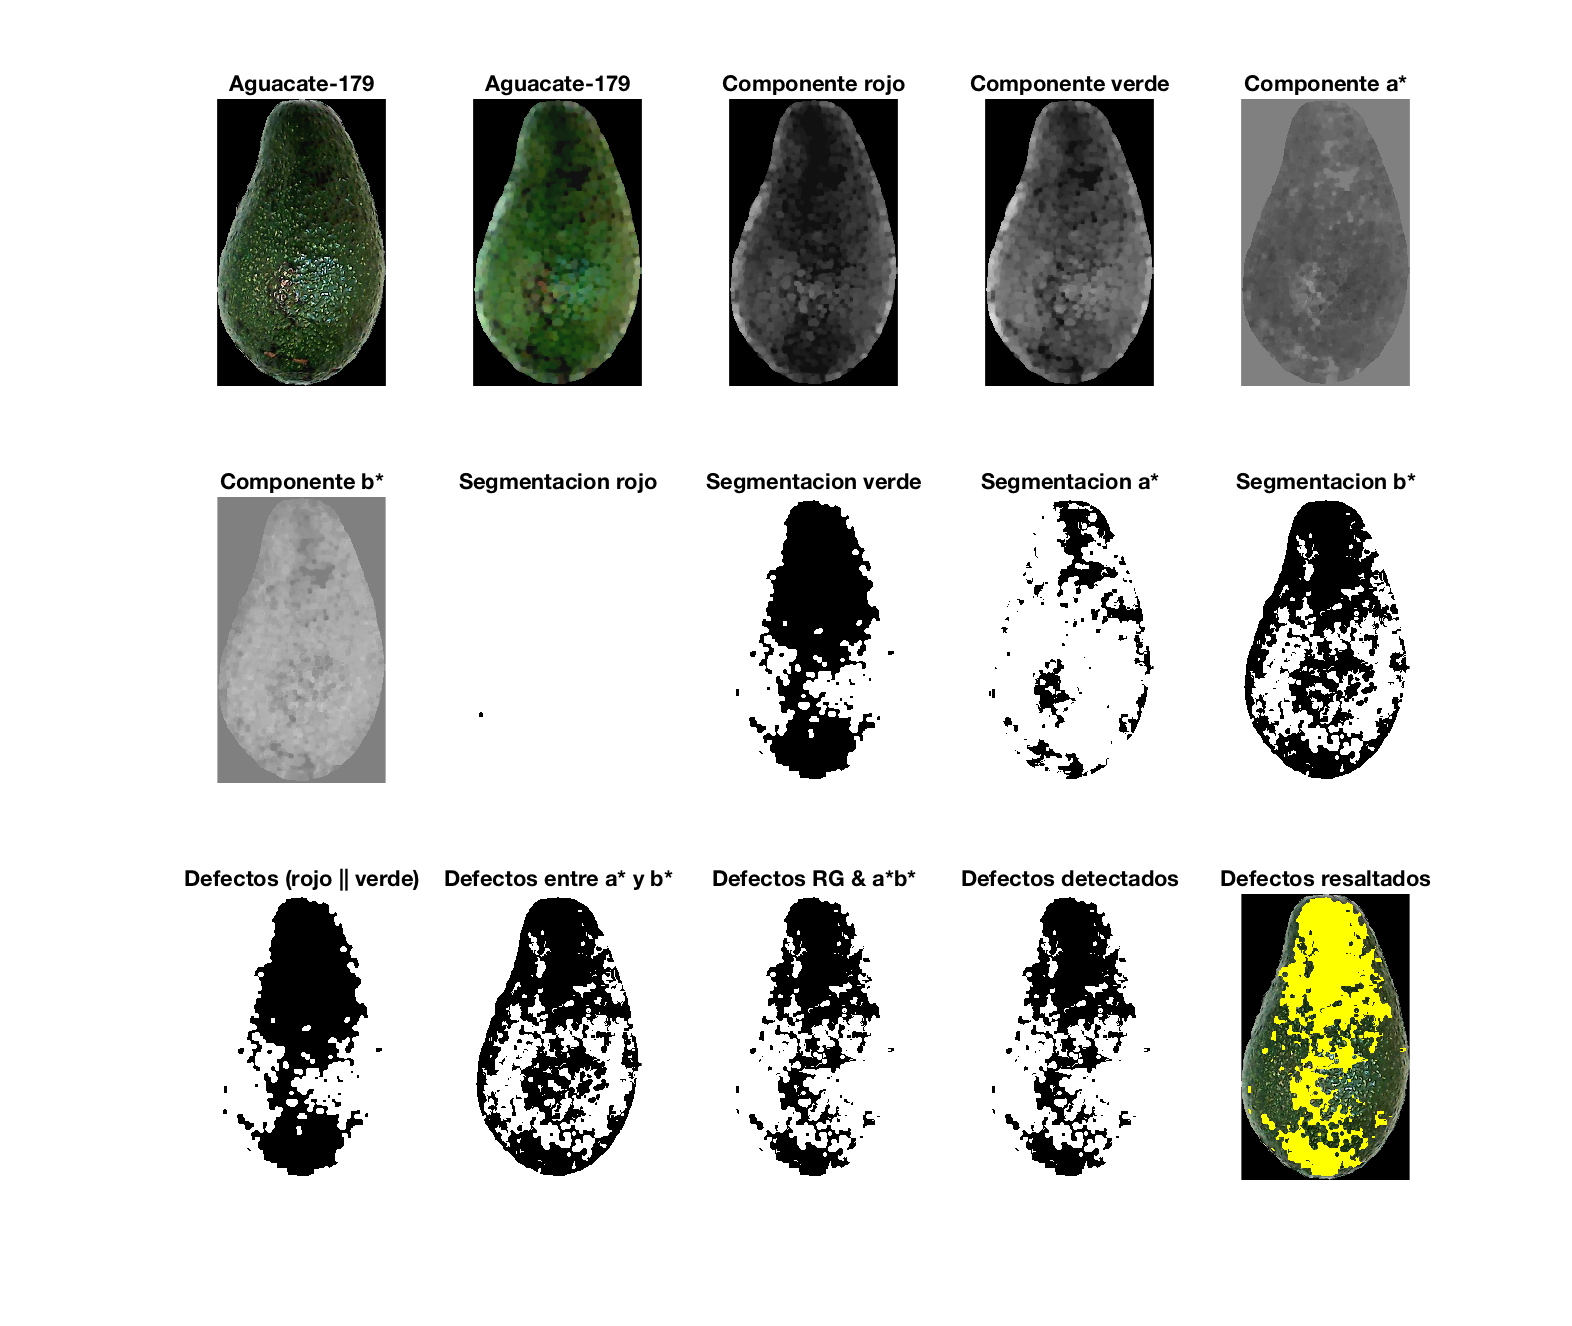 Aguacate-179
Aguacate-179
Componente rojo
Componente verde
Componente a*
Componente b*
Segmentacion rojo
Segmentacion verde
Segmentacion a*
Segmentacion b*
Defectos (rojo || verde)
Defectos entre a* y b*
Defectos RG & a*b*
Defectos detectados
Defectos resaltados